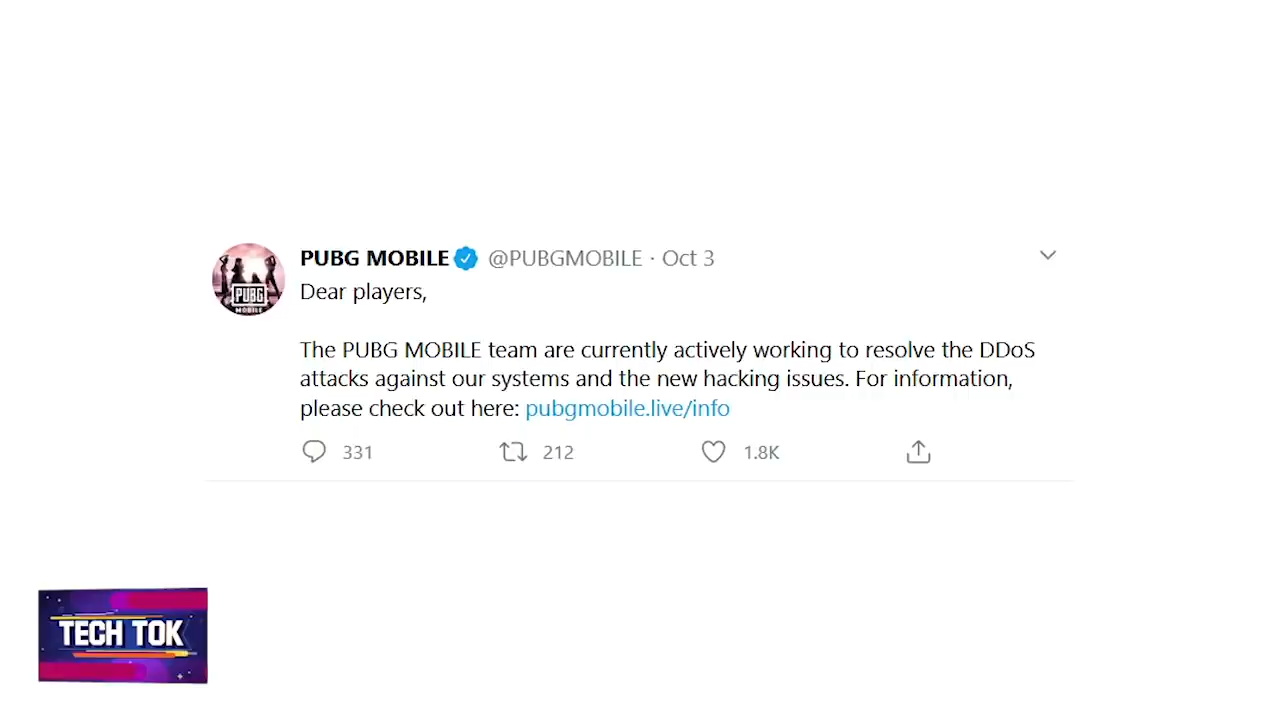 PUBG MOBILE @PUBGMOBILE · Oct 3
Dear players,
The PUBG MOBILE team are currently actively working to resolve the DDoS
attacks against our systems and the new hacking issues. For information,
please check out here: pubgmobile.live/info
331 212 1.8K
PUBG
MOBILE
TECH TOK